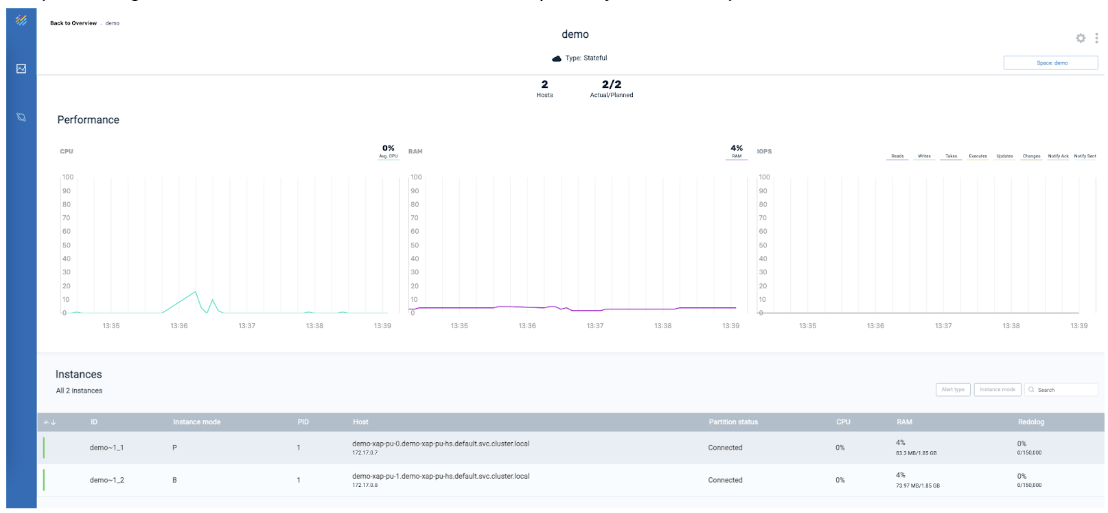 Back to Overview . demo
demo
Type: Stateful
Space: demo
2 2/2
Hosts Actual/Planned
Performance
CPU 0% RAM 4% IOPS
Avg. CPU RAM Reads Writes Takes Executes Updates Changes Notify Ack Notify Sent
100 100 100
90 90 90
80 80 80
70 70 70
60 60 60
50 50 50
40 40 40
30 30 30
20 20 20
10 10 10
0 0 0
13:35 13:36 13:37 13:38 13:39 13:35 13:36 13:37 13:38 13:39 13:35 13:36 13:37 13:38 13:39
Instances
All 2 instances
Alert type Instance mode Search
ID Instance mode PID Host Partition status CPU RAM Redolog
demo~1_1 P 1 demo-xap-pu-0.demo-xap-pu-hs.default.svc.cluster.local Connected 0% 4% 0%
172.17.0.7 83.3 MB/1.85 GB 0/150,000
demo~1_2 B 1 demo-xap-pu-1.demo-xap-pu-hs.default.svc.cluster.local Connected 0% 4% 0%
172.17.0.8 73.97 MB/1.85 GB 0/150,000